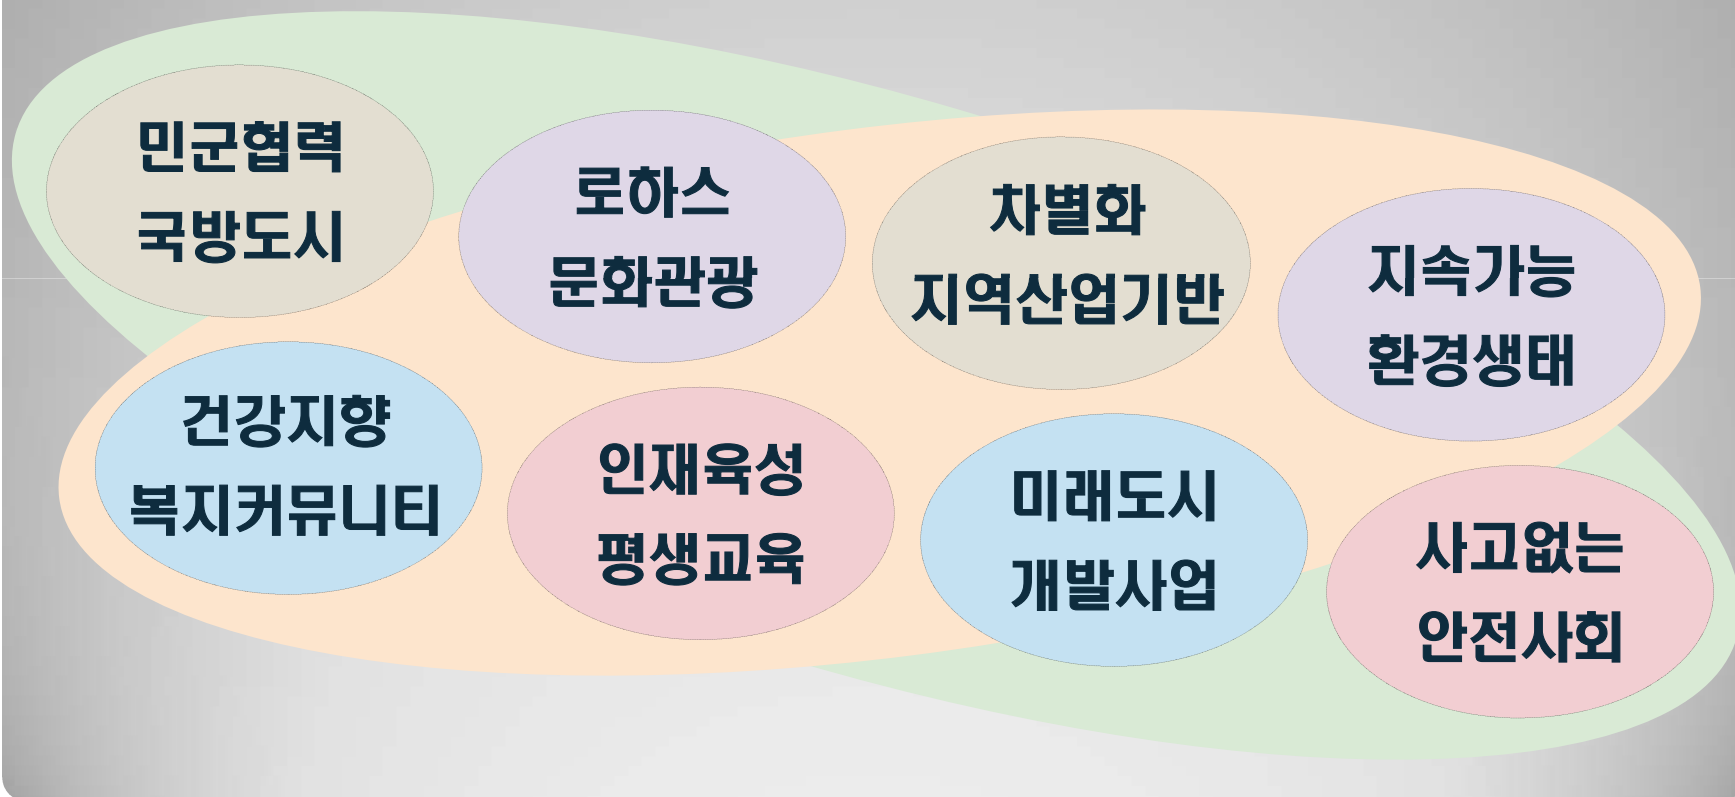 민군협력
국방도시
로하스
문화관광
차별화
지역산업기반
지속가능
환경생태
건강지향
복지커뮤니티
인재육성
평생교육
미래도시
개발사업
사고없는
안전사회